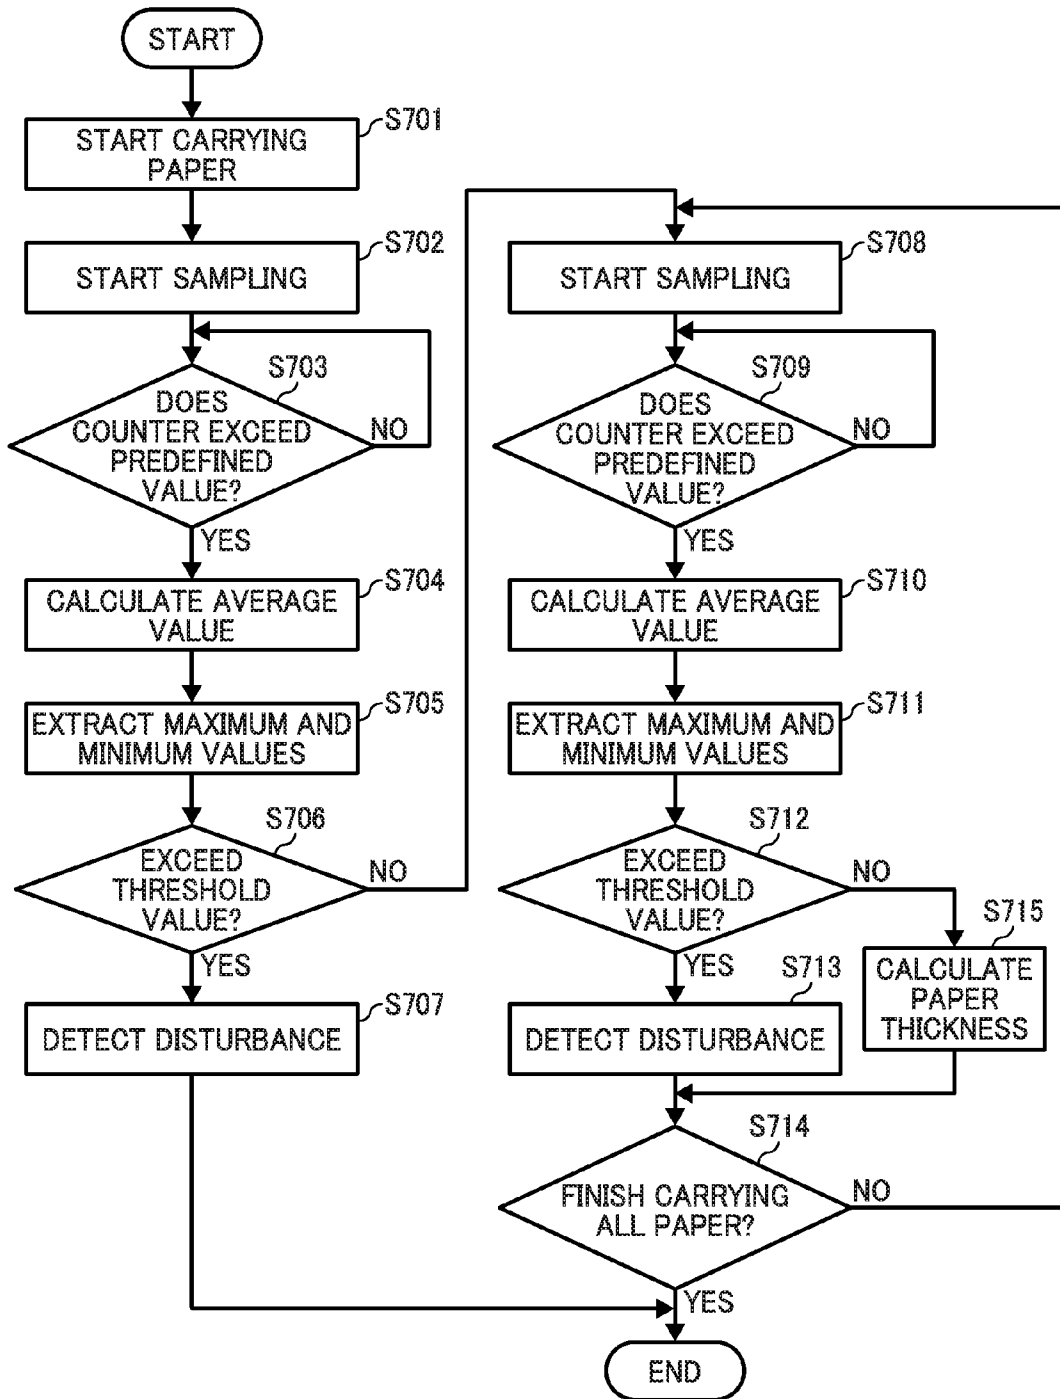 START
S701
START CARRYING
PAPER
S702
START SAMPLING
S703
DOES
COUNTER EXCEED
PREDEFINED
VALUE?
NO
YES
S704
CALCULATE AVERAGE
VALUE
S705
EXTRACT MAXIMUM AND
MINIMUM VALUES
S706
EXCEED
THRESHOLD
VALUE?
NO
YES
S707
DETECT DISTURBANCE
S708
START SAMPLING
S709
DOES
COUNTER EXCEED
PREDEFINED
VALUE?
NO
YES
S710
CALCULATE AVERAGE
VALUE
S711
EXTRACT MAXIMUM AND
MINIMUM VALUES
S712
EXCEED
THRESHOLD
VALUE?
NO
YES
S715
CALCULATE
PAPER
THICKNESS
S713
DETECT DISTURBANCE
S714
FINISH CARRYING
ALL PAPER?
NO
YES
END